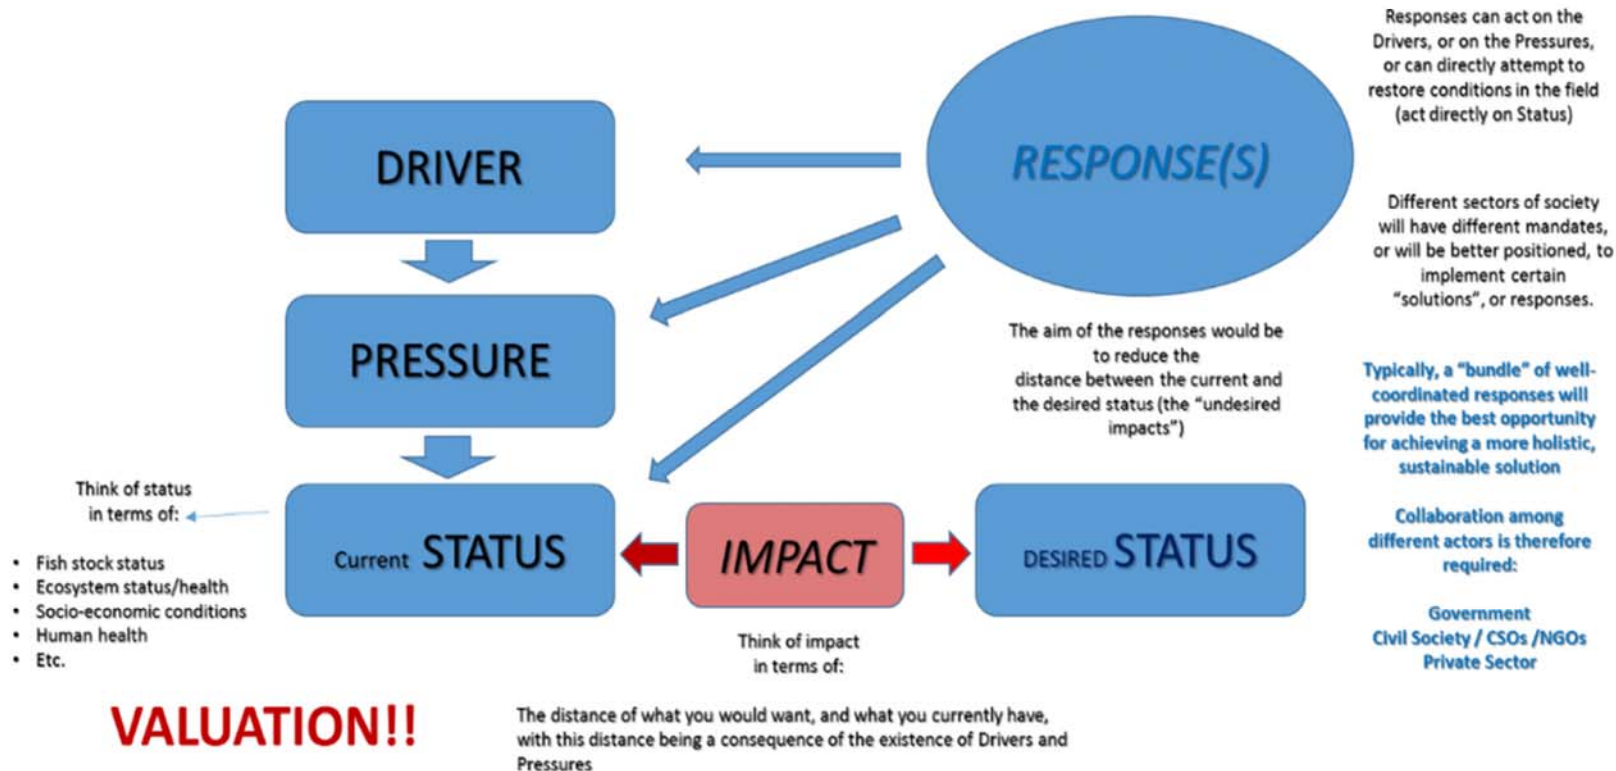 DRIVER
PRESSURE
Current STATUS
RESPONSE(S)
IMPACT
DESIRED STATUS
Responses can act on the
Drivers, or on the Pressures,
or can directly attempt to
restore conditions in the field
(act directly on Status)
Different sectors of society
will have different mandates,
or will be better positioned, to
implement certain
"solutions", or responses.
The aim of the responses would be
to reduce the
distance between the current and
the desired status (the "undesired
impacts")
Typically, a "bundle" of well-
coordinated responses will
provide the best opportunity
for achieving a more holistic,
sustainable solution
Collaboration among
different actors is therefore
required:
Government
Civil Society / CSOs /NGOs
Private Sector
Think of status
in terms of:
• Fish stock status
• Ecosystem status/health
• Socio-economic conditions
• Human health
• Etc.
Think of impact
in terms of:
The distance of what you would want, and what you currently have,
with this distance being a consequence of the existence of Drivers and
Pressures
VALUATION!!